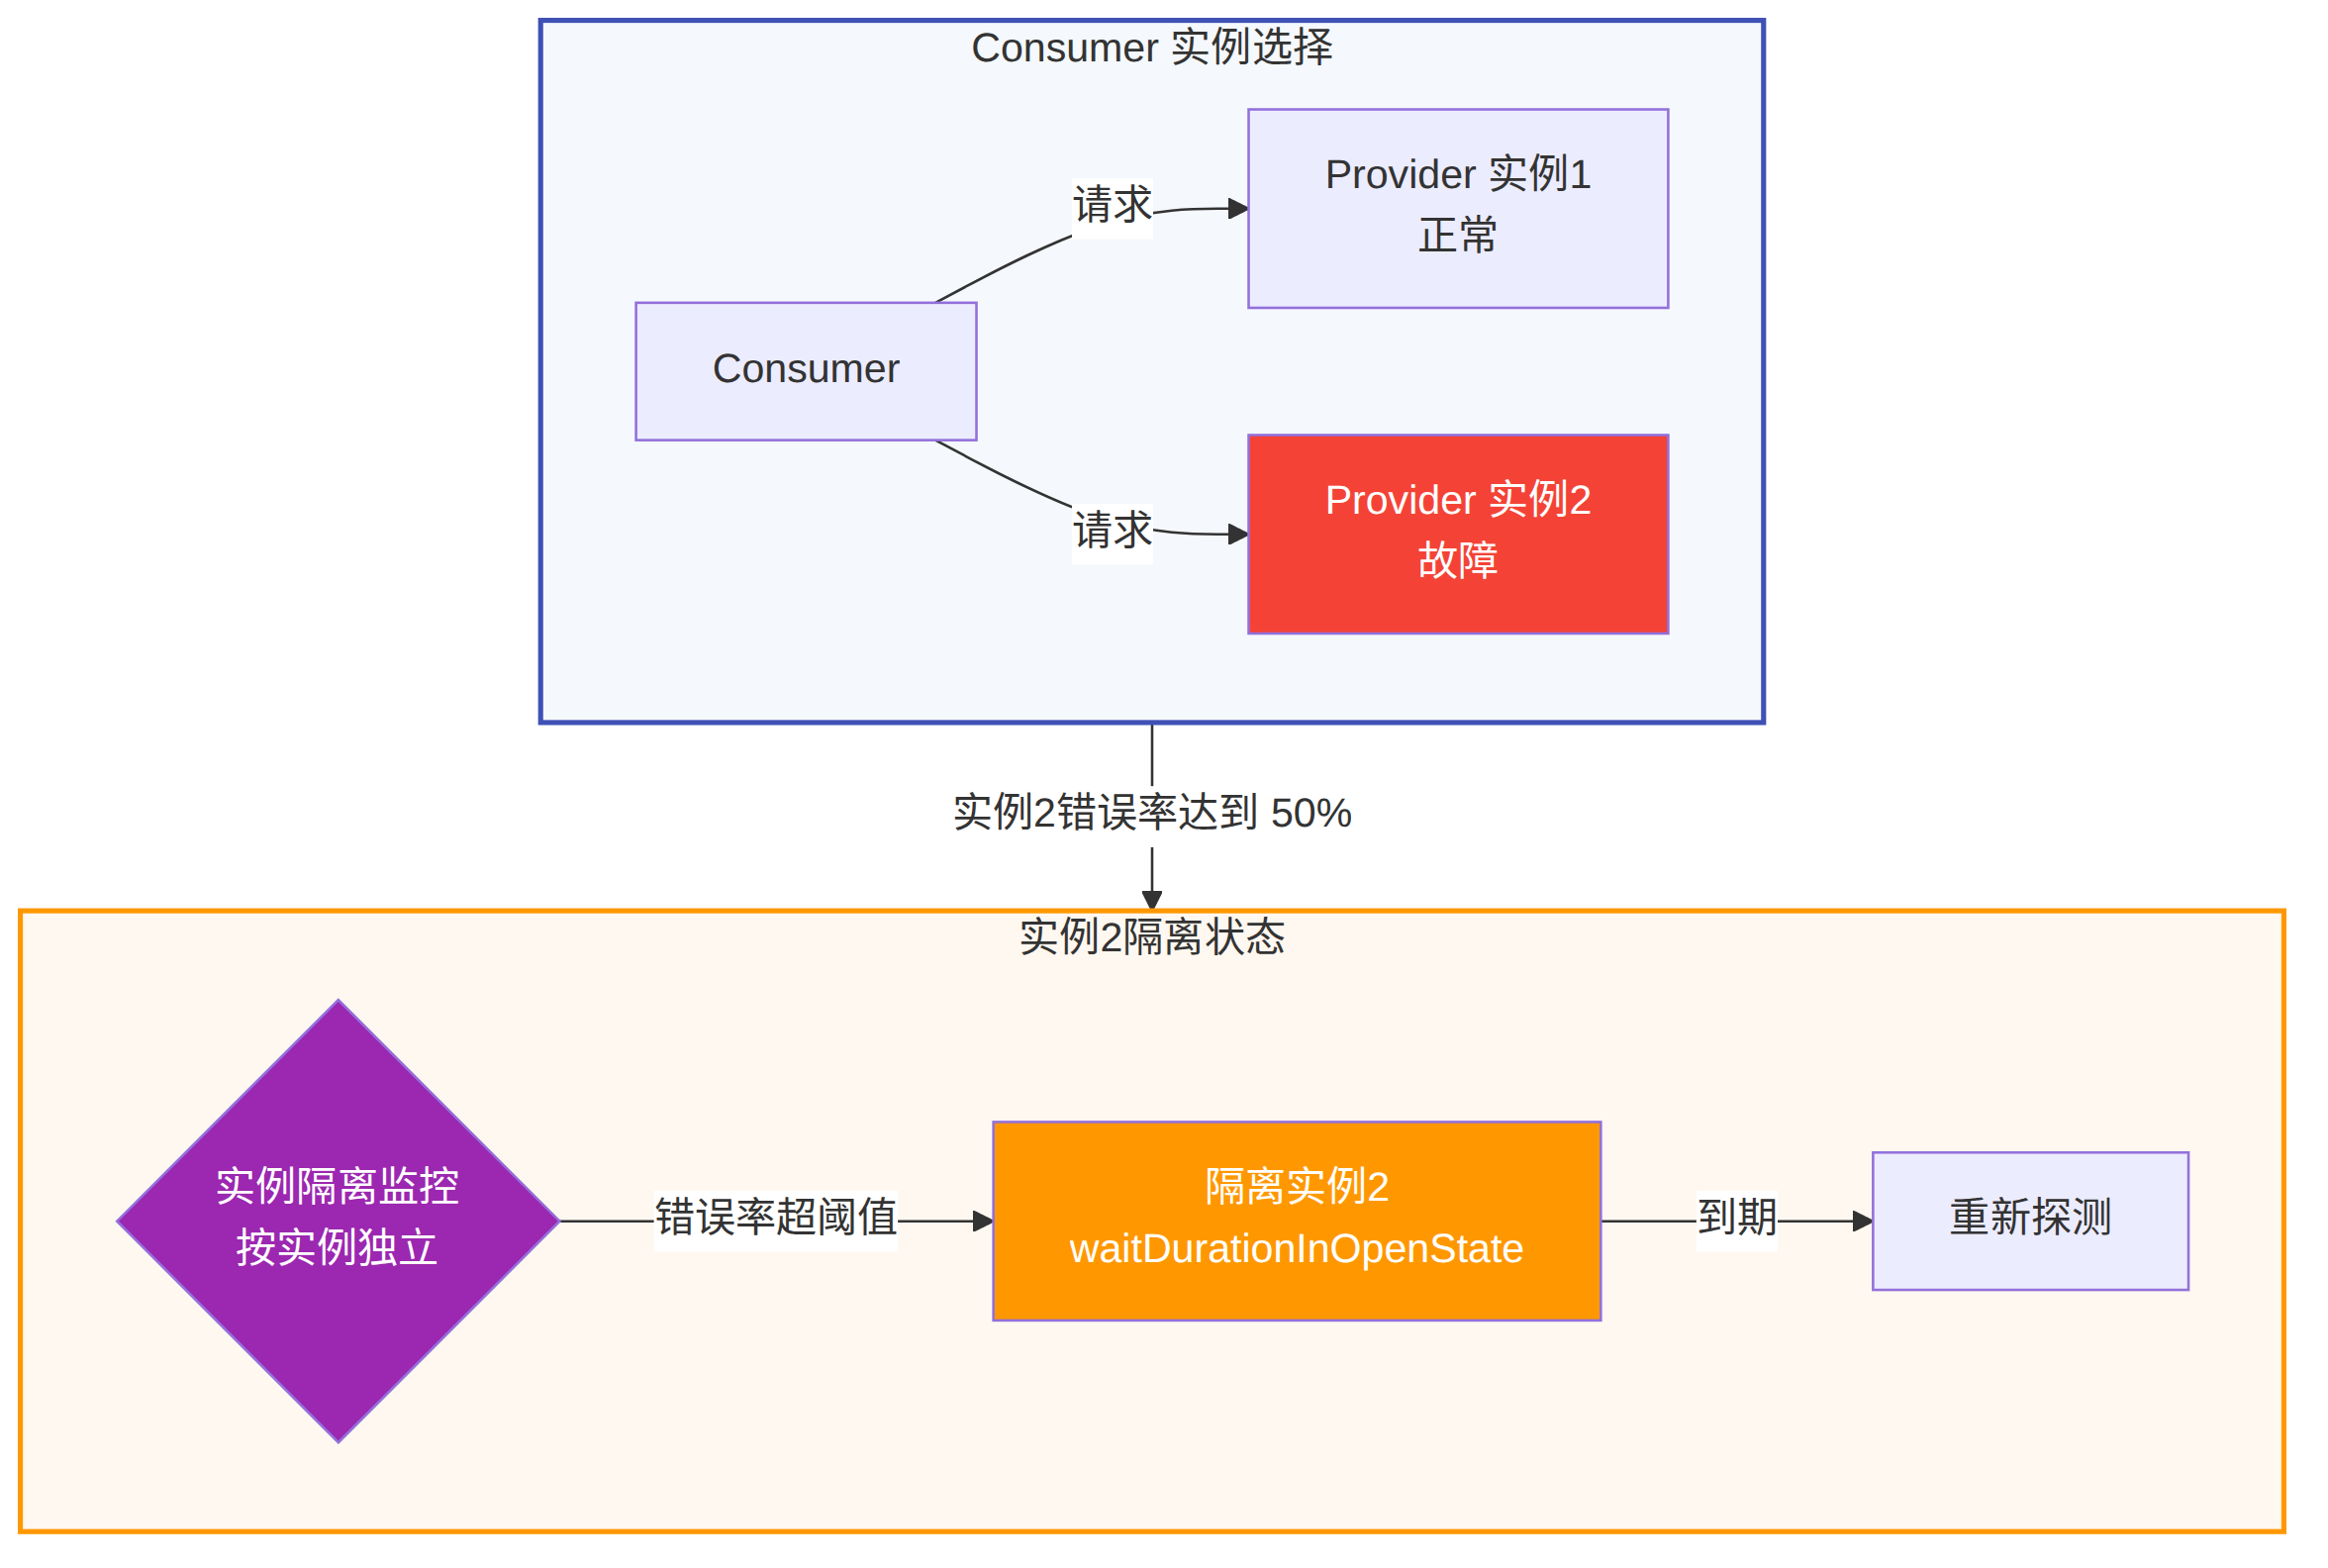 Consumer 实例选择
请求
Provider 实例1
正常
Consumer
请求
Provider 实例2
故障
实例2错误率达到 50%
实例2隔离状态
实例隔离监控
按实例独立
错误率超阈值
隔离实例2
waitDurationInOpenState
到期
重新探测